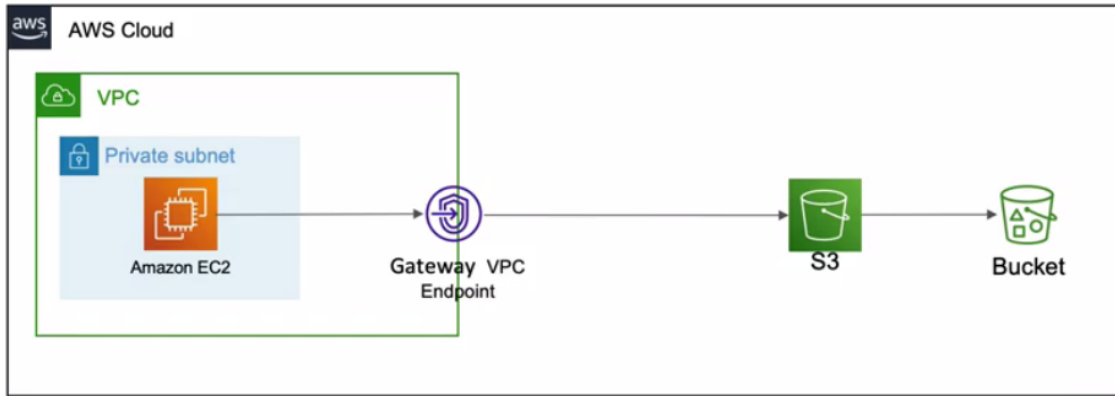 aws
AWS Cloud
VPC
Private subnet
Amazon EC2
Gateway VPC
Endpoint
S3
Bucket